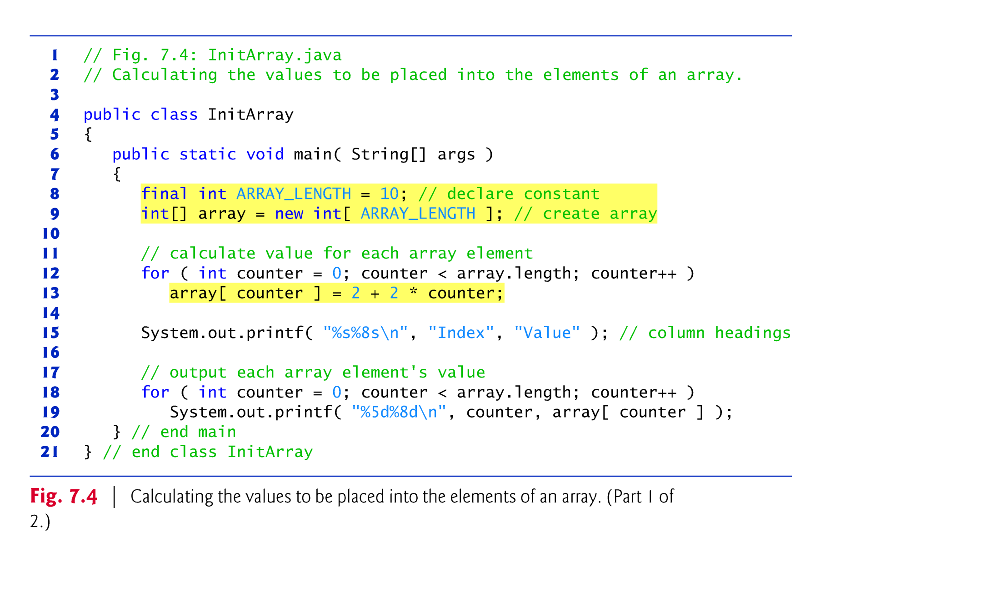 1 // Fig. 7.4: InitArray.java
2 // Calculating the values to be placed into the elements of an array.
3
4 public class InitArray
5 {
6    public static void main( String[] args )
7    {
8       final int ARRAY_LENGTH = 10; // declare constant
9       int[] array = new int[ ARRAY_LENGTH ]; // create array
10
11       // calculate value for each array element
12       for ( int counter = 0; counter < array.length; counter++ )
13          array[ counter ] = 2 + 2 * counter;
14
15       System.out.printf( "%s%8s\n", "Index", "Value" ); // column headings
16
17       // output each array element's value
18       for ( int counter = 0; counter < array.length; counter++ )
19          System.out.printf( "%5d%8d\n", counter, array[ counter ] );
20    } // end main
21 } // end class InitArray
Fig. 7.4 | Calculating the values to be placed into the elements of an array. (Part 1 of
2.)